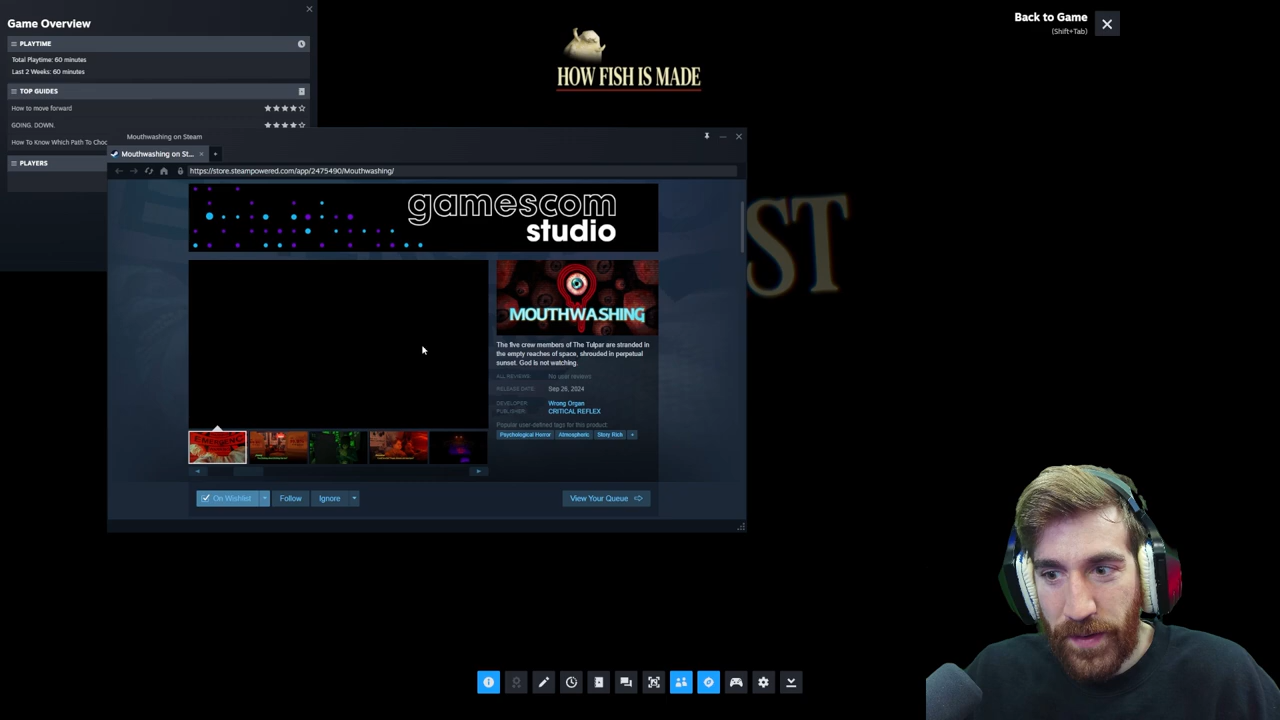 Game Overview
PLAYTIME
Total Playtime: 60 minutes
Last 2 Weeks: 60 minutes
TOP GUIDES
How to move forward
GOING. DOWN.
How To Know Which Path To Choo
PLAYERS
HOW FISH IS MADE
Back to Game
(Shift+Tab)
Mouthwashing on Steam
Mouthwashing on St...
https://store.steampowered.com/app/2475490/Mouthwashing/
gamescom
studio
ST
MOUTHWASHING
The five crew members of The Tulpar are stranded in
the empty reaches of space, shrouded in perpetual
sunset. God is not watching.
ALL REVIEWS: No user reviews
RELEASE DATE: Sep 26, 2024
DEVELOPER: Wrong Organ
PUBLISHER: CRITICAL REFLEX
Popular user-defined tags for this product:
Psychological Horror Atmospheric Story Rich +
On Wishlist Follow Ignore View Your Queue